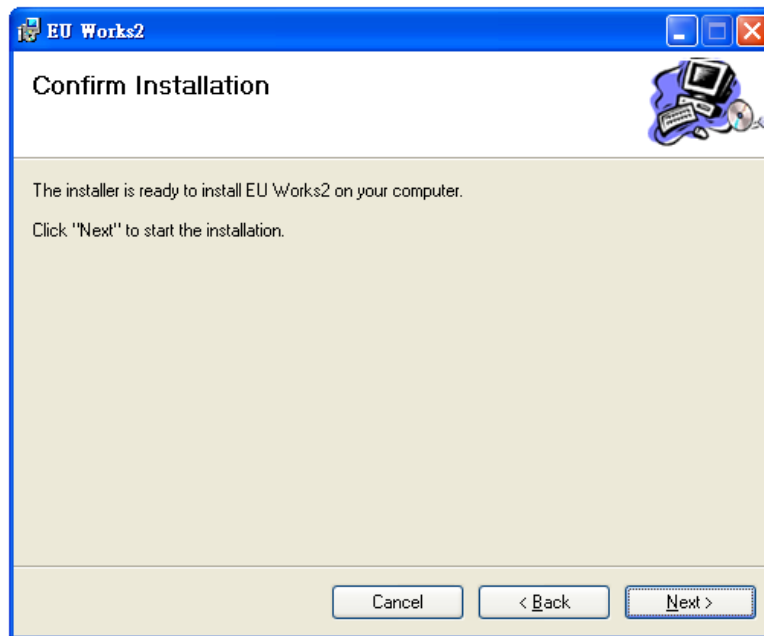 EU Works2
Confirm Installation
The installer is ready to install EU Works2 on your computer.
Click "Next" to start the installation.
Cancel
< Back
Next >